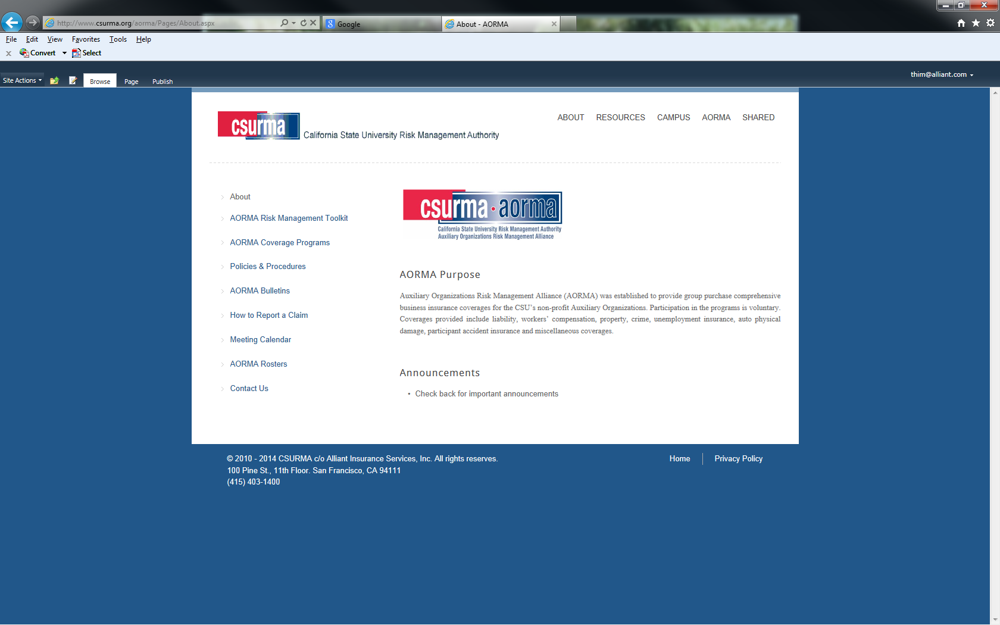 http://www.csurma.org/aorma/Pages/About.aspx
Google
About - AORMA
File Edit View Favorites Tools Help
x Convert Select
Site Actions Browse Page Publish
thim@alliant.com
csurma California State University Risk Management Authority
ABOUT RESOURCES CAMPUS AORMA SHARED
About
AORMA Risk Management Toolkit
AORMA Coverage Programs
Policies & Procedures
AORMA Bulletins
How to Report a Claim
Meeting Calendar
AORMA Rosters
Contact Us
csurma·aorma
California State University Risk Management Authority
Auxiliary Organizations Risk Management Alliance
AORMA Purpose
Auxiliary Organizations Risk Management Alliance (AORMA) was established to provide group purchase comprehensive
business insurance coverages for the CSU's non-profit Auxiliary Organizations. Participation in the programs is voluntary.
Coverages provided include liability, workers' compensation, property, crime, unemployment insurance, auto physical
damage, participant accident insurance and miscellaneous coverages.
Announcements
• Check back for important announcements
© 2010 - 2014 CSURMA c/o Alliant Insurance Services, Inc. All rights reserves.
100 Pine St., 11th Floor. San Francisco, CA 94111
(415) 403-1400
Home Privacy Policy